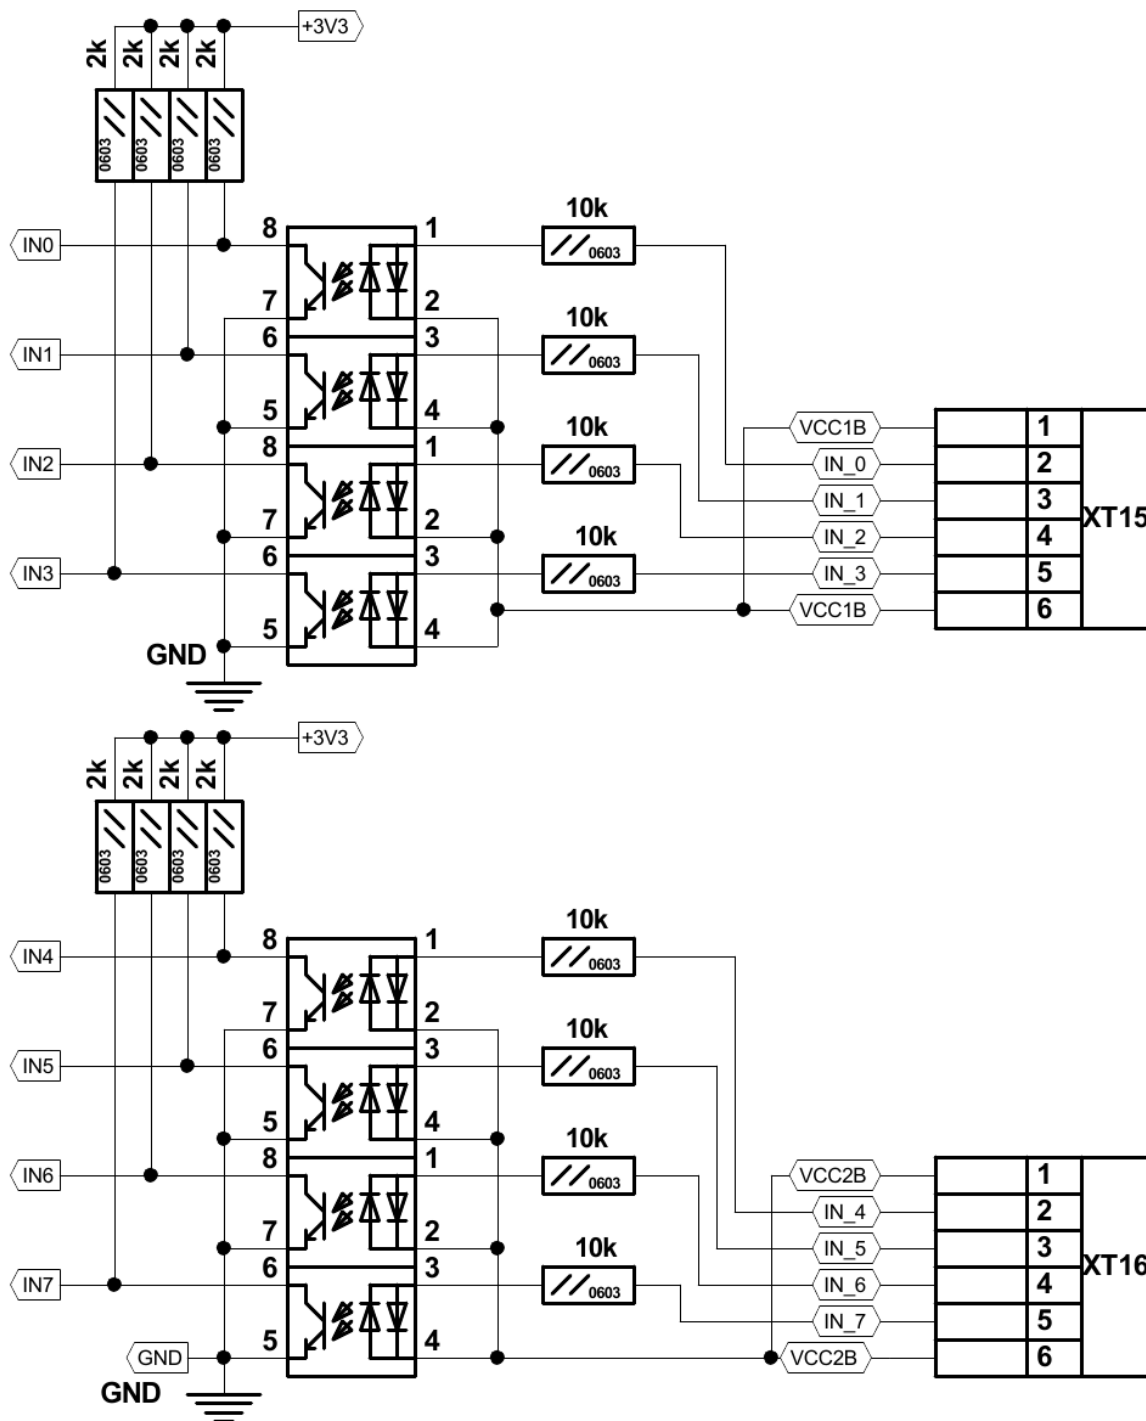 +3V3
2k 2k 2k 2k
0603 0603 0603 0603
10k
IN0 8 1 0603
7 2
10k
IN1 6 3 0603
5 4
10k
VCC1B 1
IN2 8 1 0603 IN_0 2
IN_1 3
7 2 IN_2 4
XT15
10k
IN3 6 3 0603 IN_3 5
VCC1B 6
5 4
GND
+3V3
2k 2k 2k 2k
0603 0603 0603 0603
10k
IN4 8 1 0603
7 2
10k
IN5 6 3 0603
5 4
10k
IN6 8 1 0603 VCC2B 1
IN_4 2
7 2 IN_5 3
XT16
10k
IN7 6 3 0603 IN_6 4
IN_7 5
GND 5 4 VCC2B 6
GND